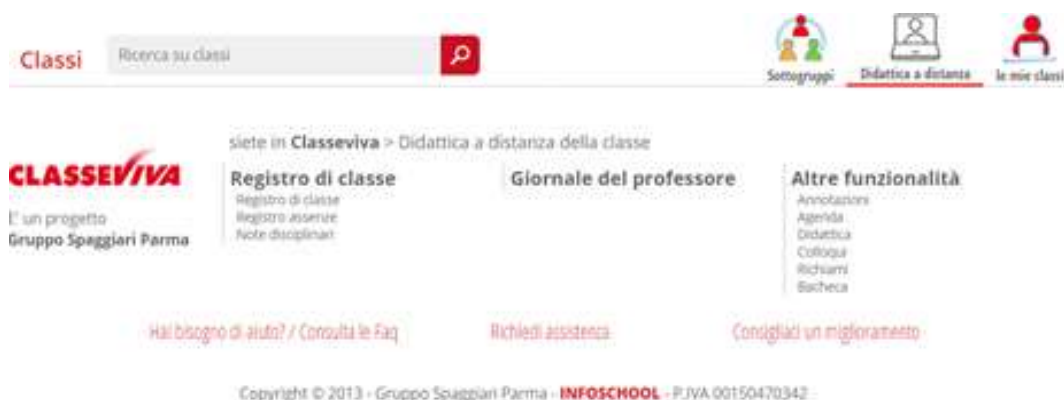 Classi
Ricerca su classi
Sottogruppi
Didattica a distanza
le mie classi
siete in Classeviva > Didattica a distanza della classe
CLASSEVIVA
E' un progetto
Gruppo Spaggiari Parma
Registro di classe
Registro di classe
Registro assenze
Note disciplinari
Giornale del professore
Altre funzionalità
Annotazioni
Agenda
Didattica
Colloqui
Richiami
Bacheca
Hai bisogno di aiuto? / Consulta le Faq
Richiedi assistenza
Consigliaci un miglioramento
Copyright © 2013 - Gruppo Spaggiari Parma - INFOSCHOOL - P.IVA 00150470342